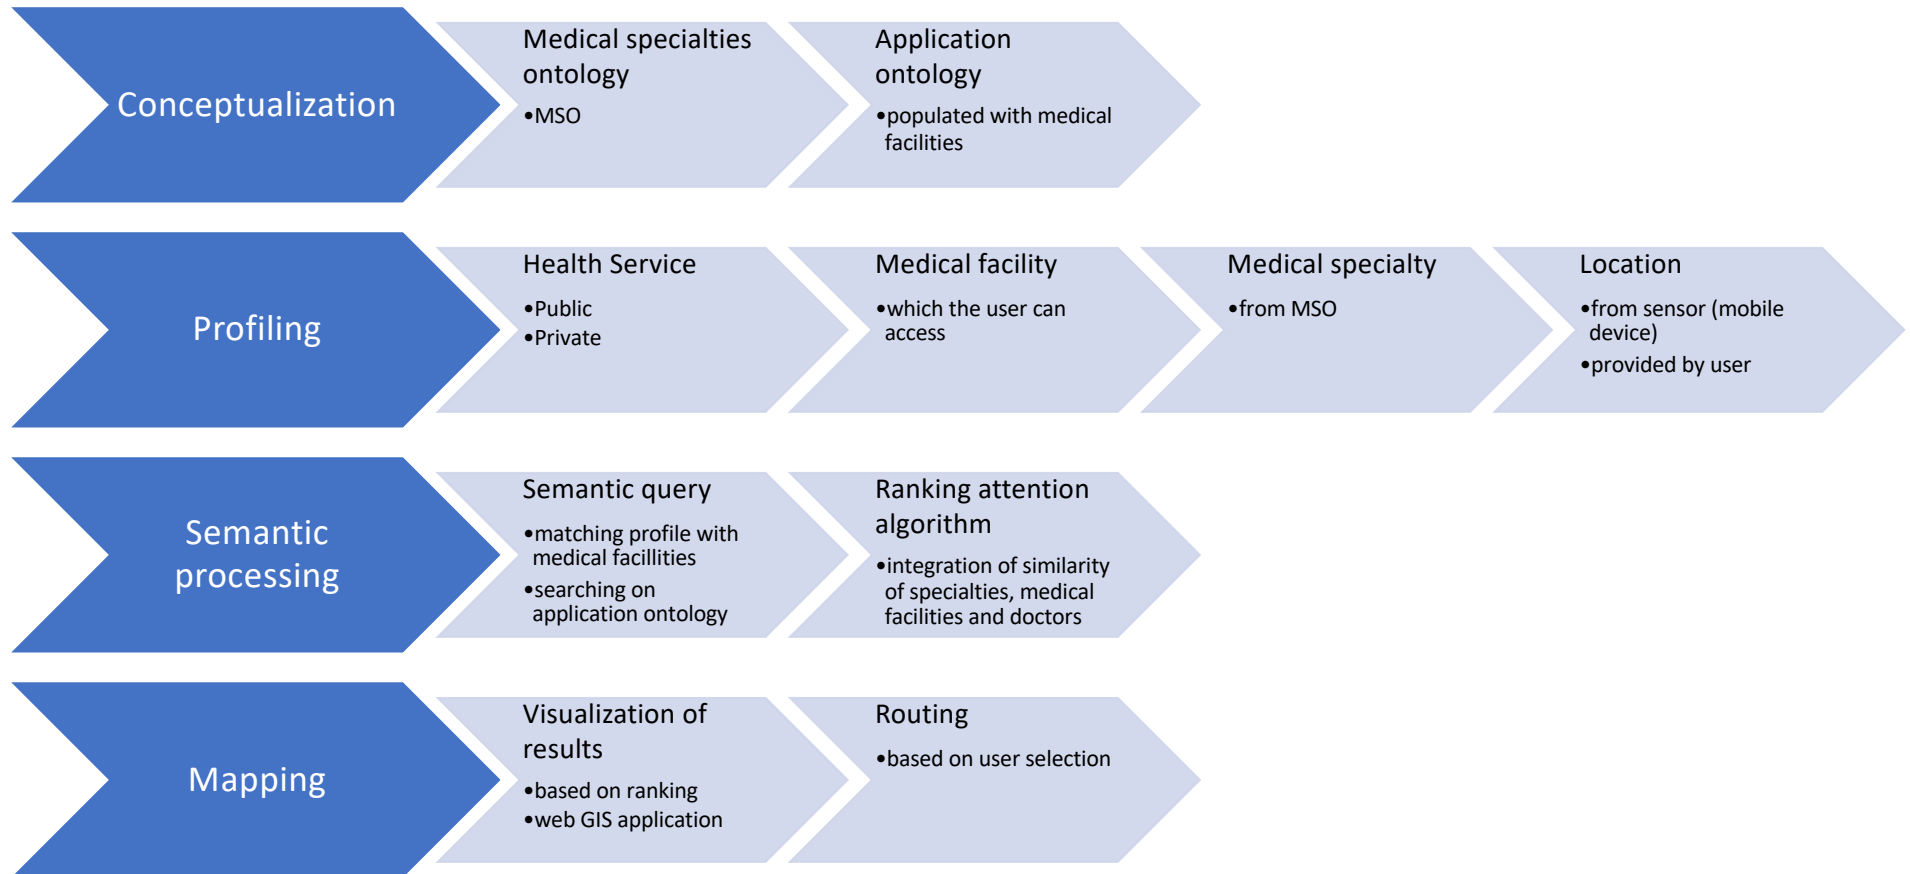 Conceptualization
Medical specialties
ontology
•MSO
Application
ontology
•populated with medical
facilities
Profiling
Health Service
•Public
•Private
Medical facility
•which the user can
access
Medical specialty
•from MSO
Location
•from sensor (mobile
device)
•provided by user
Semantic
processing
Semantic query
•matching profile with
medical facillities
•searching on
application ontology
Ranking attention
algorithm
•integration of similarity
of specialties, medical
facilities and doctors
Mapping
Visualization of
results
•based on ranking
•web GIS application
Routing
•based on user selection